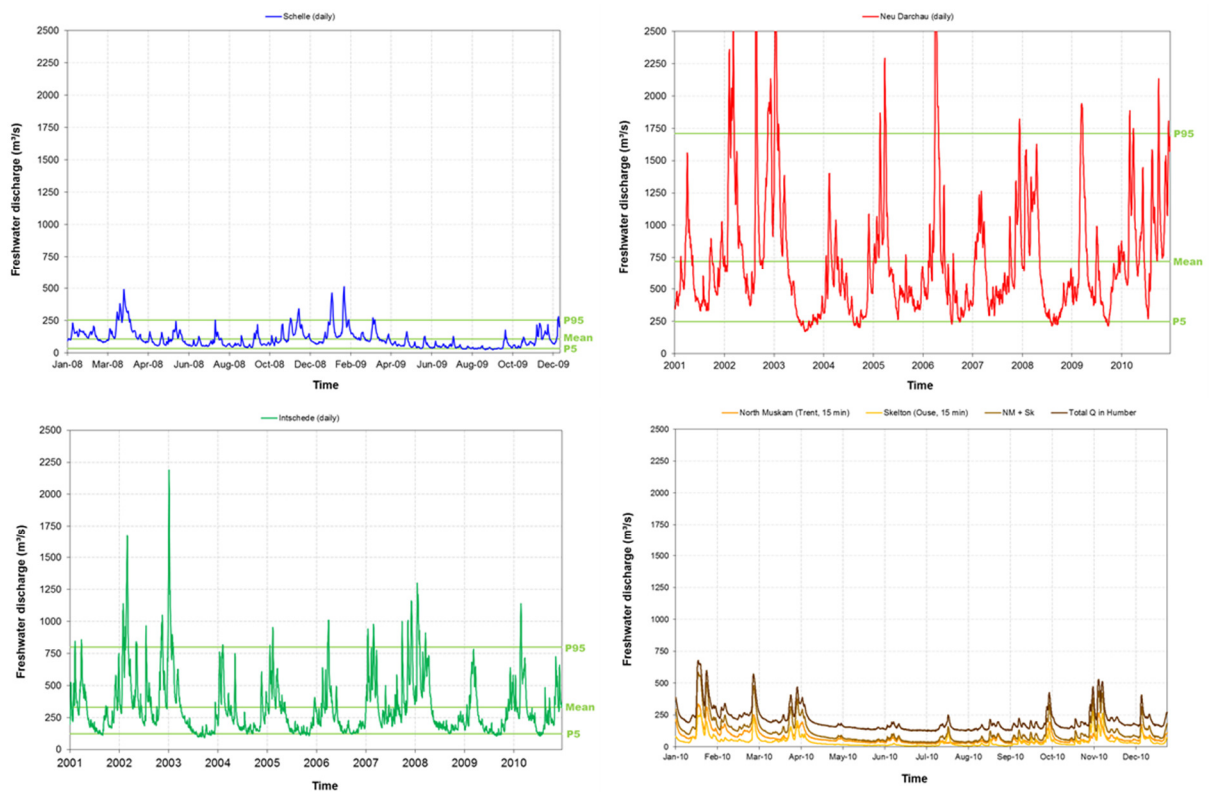 Schelle (daily)
2500
2250
2000
1750
1500
1250
1000
750
500
250
0
Freshwater discharge (m³/s)
P95
Mean
P5
Jan-08 Feb-08 Apr-08 Jun-08 Aug-08 Oct-08 Dec-08 Feb-09 Apr-09 Jun-09 Aug-09 Oct-09 Dec-09
Time
Neu Darchau (daily)
2500
2250
2000
1750
1500
1250
1000
750
500
250
0
Freshwater discharge (m³/s)
P95
Mean
P5
2001 2002 2003 2004 2005 2006 2007 2008 2009 2010
Time
Intschede (daily)
2500
2250
2000
1750
1500
1250
1000
750
500
250
0
Freshwater discharge (m³/s)
P95
Mean
P5
2001 2002 2003 2004 2005 2006 2007 2008 2009 2010
Time
North Muskam (Trent, 15 min) Skelton (Ouse, 15 min) NM + Sk Total Q in Humber
2500
2250
2000
1750
1500
1250
1000
750
500
250
0
Freshwater discharge (m³/s)
Jan-10 Feb-10 Mar-10 Apr-10 May-10 Jun-10 Jul-10 Aug-10 Sep-10 Oct-10 Nov-10 Dec-10
Time